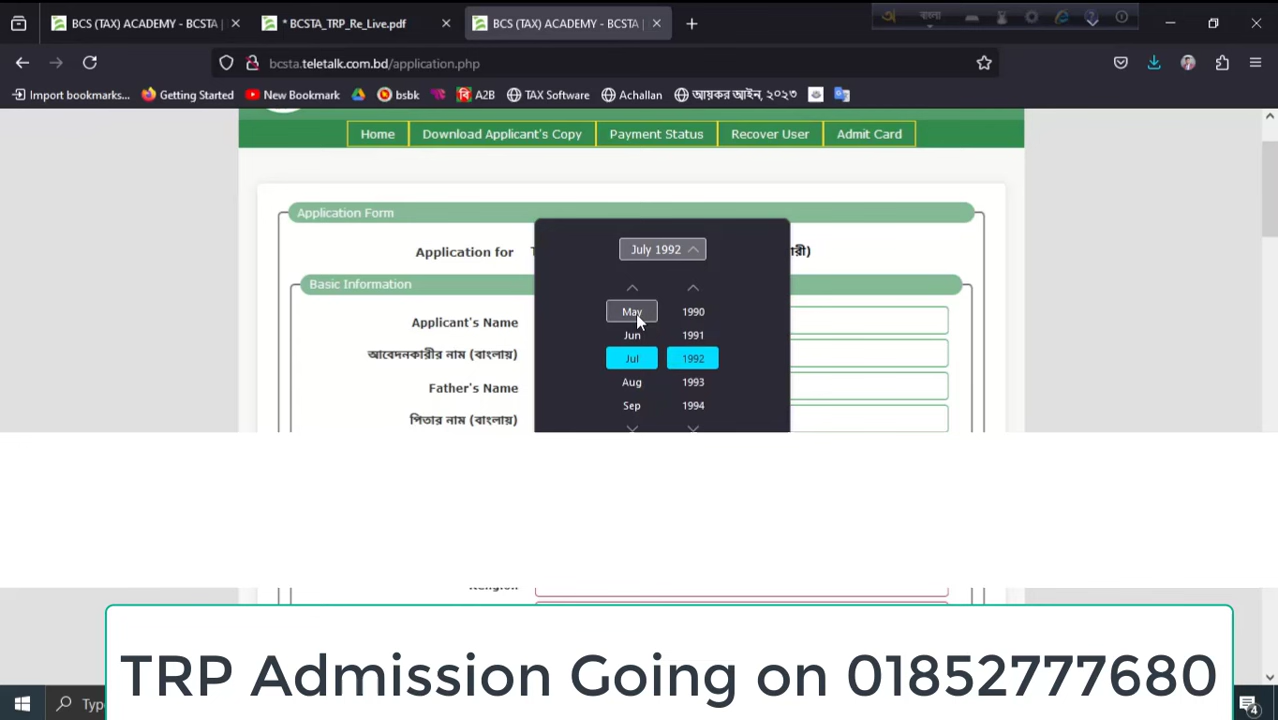 BCS (TAX) ACADEMY - BCSTA |
* BCSTA_TRP_Re_Live.pdf
BCS (TAX) ACADEMY - BCSTA |
বাংলা
bcsta.teletalk.com.bd/application.php
Import bookmarks...
Getting Started
New Bookmark
bsbk
A2B
TAX Software
Achallan
আয়কর আইন, ২০২৩
Home
Download Applicant's Copy
Payment Status
Recover User
Admit Card
Application Form
Application for
July 1992
Basic Information
Applicant's Name
May 1990
Jun 1991
আবেদনকারীর নাম (বাংলায়)
Jul 1992
Father's Name
Aug 1993
Sep 1994
পিতার নাম (বাংলায়)
Religion
TRP Admission Going on 01852777680
4